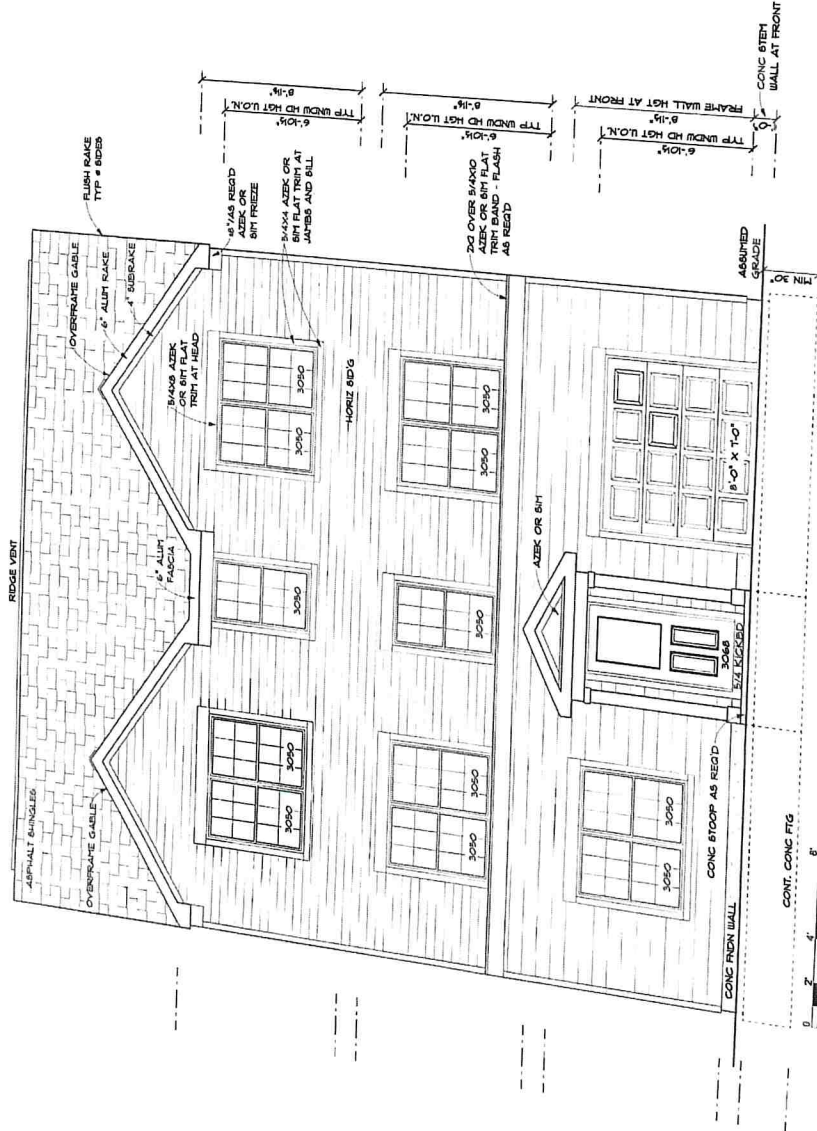 RIDGE VENT
ASPHALT SHINGLES
OVERFRAME GABLE
OVERFRAME GABLE
6" ALUM RAKE
4" SUBRAKE
FLUSH RAKE
TYP @ SIDES
6" ALUM
FASCIA
5/4X8 AZEK
OR SIM FLAT
TRIM AT HEAD
AZEK OR
SIM FRIEZE
5/4X4 AZEK OR
SIM FLAT TRIM AT
JAMBS AND SILL
3050
3050
3050
3050
3050
HORIZ SID'G
3050
3050
3050
3050
3050
OVER 5/4X10
AZEK OR SIM FLAT
TRIM BAND - FLASH
AS REQ'D
AZEK OR SIM
3050
3050
3068
5/4 KICKBD
8'-0" X 7'-0"
CONC STOOP AS REQ'D
CONC FNDN WALL
CONT. CONC FTG
ASSUMED
GRADE
MIN 30"
8'-1⅛"
6'-10½"
TYP WNDW HD HGT U.O.N.
8'-1⅛"
6'-10½"
TYP WNDW HD HGT U.O.N.
8'-1⅛"
FRAME WALL HGT AT FRONT
6'-10½"
TYP WNDW HD HGT U.O.N.
CONC STEM
WALL AT FRONT
0 2' 4' 8'